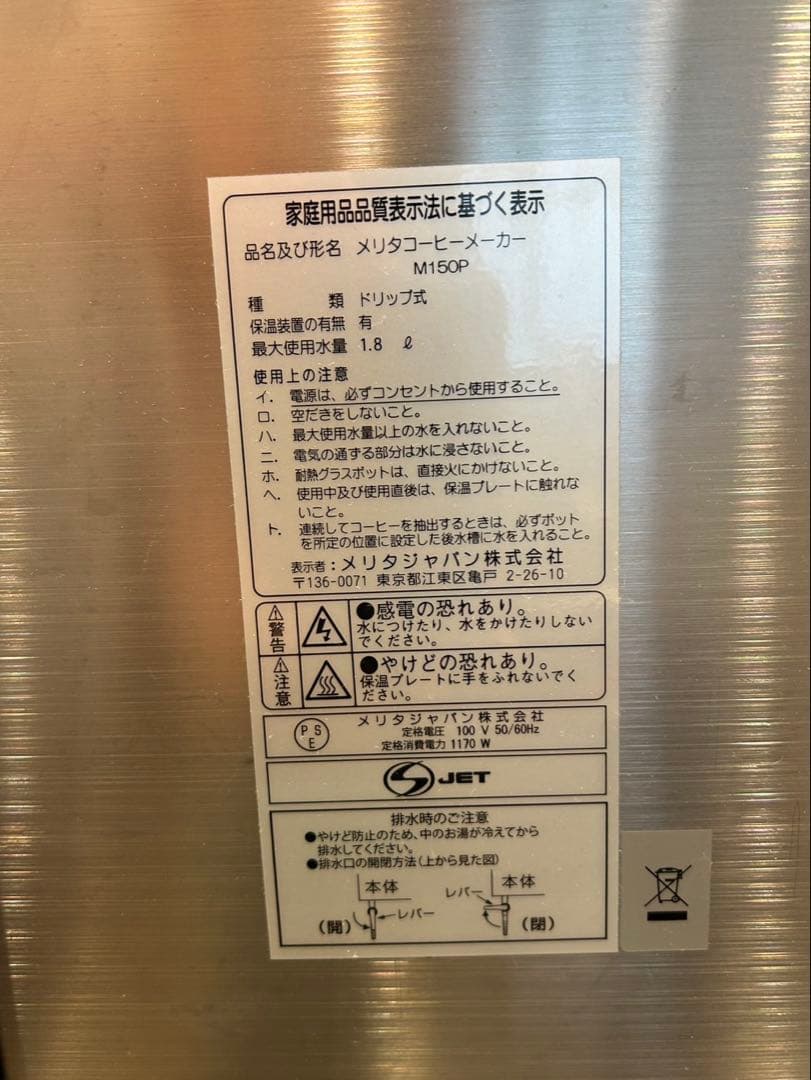 家庭用品品質表示法に基づく表示
品名及び形名 メリタコーヒーメーカー
M150P
種 類 ドリップ式
保温装置の有無 有
最大使用水量 1.8 ℓ
使用上の注意
イ. 電源は、必ずコンセントから使用すること。
ロ. 空だきをしないこと。
ハ. 最大使用水量以上の水を入れないこと。
ニ. 電気の通ずる部分は水に浸さないこと。
ホ. 耐熱グラスポットは、直接火にかけないこと。
ヘ. 使用中及び使用直後は、保温プレートに触れな
いこと。
ト. 連続してコーヒーを抽出するときは、必ずポット
を所定の位置に設定した後水槽に水を入れること。
表示者:メリタジャパン株式会社
〒136-0071 東京都江東区亀戸 2-26-10
⚠警告 ●感電の恐れあり。
水につけたり、水をかけたりしない
でください。
⚠注意 ●やけどの恐れあり。
保温プレートに手をふれないでく
ださい。
PSE
メリタジャパン株式会社
定格電圧 100 V 50/60Hz
定格消費電力 1170 W
JET
排水時のご注意
●やけど防止のため、中のお湯が冷えてから
排水してください。
●排水口の開閉方法(上から見た図)
本体 レバー (開)
本体 レバー (閉)